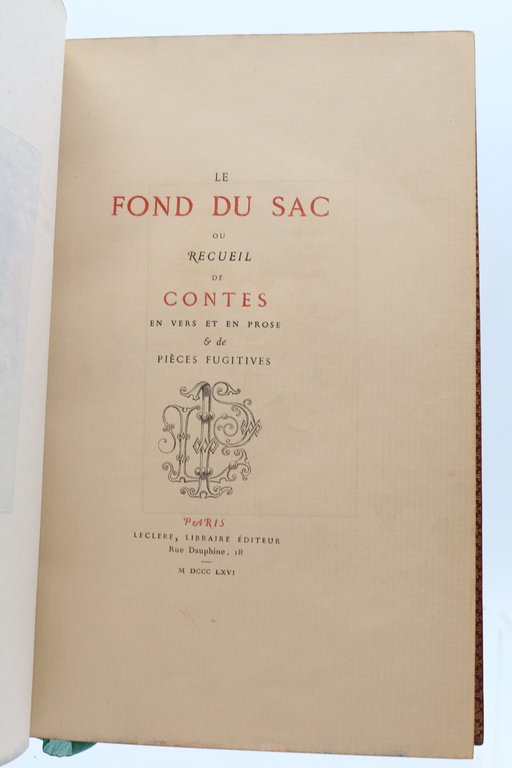 LE
FOND DU SAC
OU
RECUEIL
DE
CONTES
EN VERS ET EN PROSE
& de
PIÈCES FUGITIVES
PARIS
LECLERE, LIBRAIRE ÉDITEUR
Rue Dauphine, 18
M DCCC LXVI